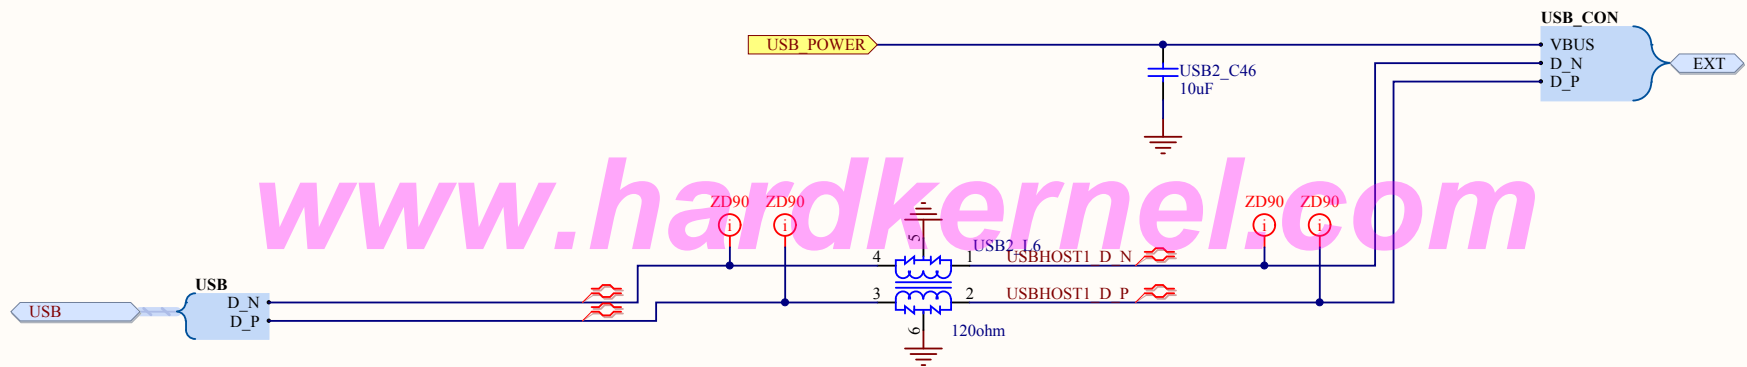 USB_CON
USB_POWER
VBUS
D_N
D_P
EXT
USB2_C46
10uF
www.hardkernel.com
ZD90
ZD90
ZD90
ZD90
i
i
i
i
5
USB2_L6
4
1
USBHOST1_D_N
USB
D_N
D_P
USB
3
2
USBHOST1_D_P
6
120ohm